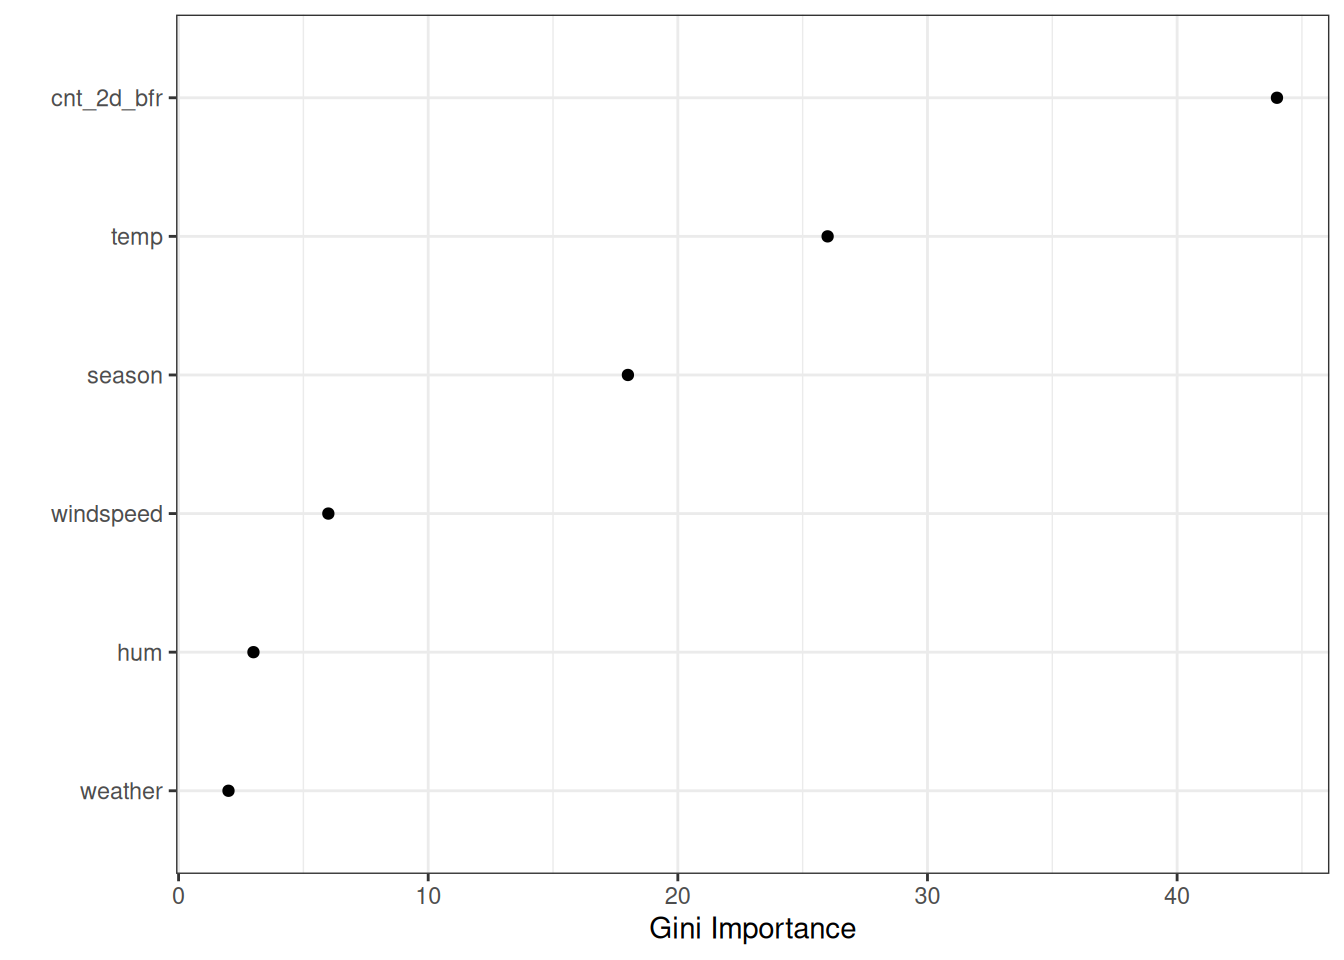 cnt_2d_bfr
temp
season
windspeed
hum
weather
0 10 20 30 40
Gini Importance